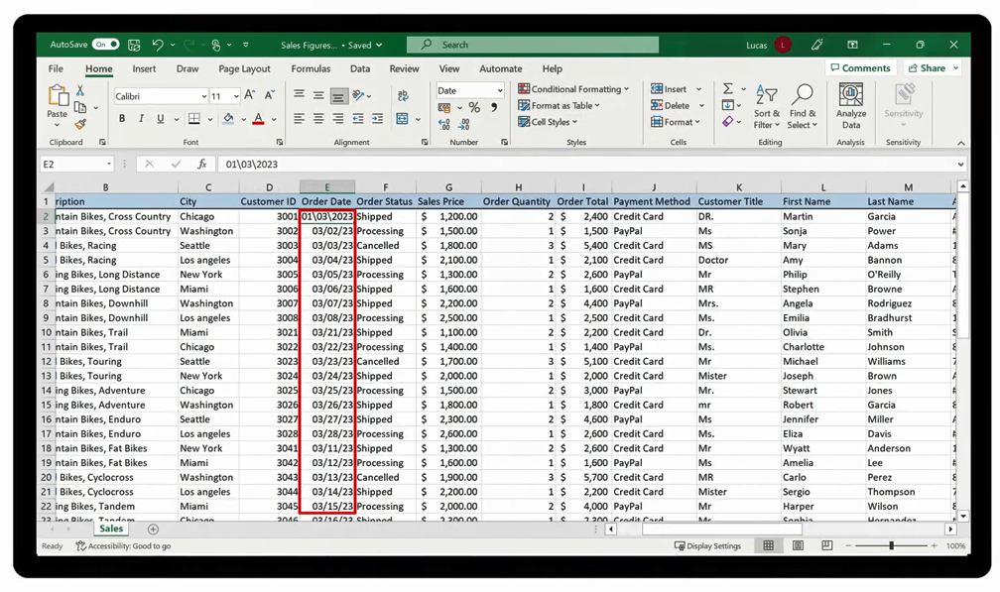 AutoSave On Sales Figures... • Saved Search Lucas L
File Home Insert Draw Page Layout Formulas Data Review View Automate Help Comments Share
Paste Calibri 11 A A ab Date Conditional Formatting Insert Σ Sort & Filter Find & Select Analyze Data Sensitivity
B I U A $ % , Format as Table Delete
Cell Styles Format
Clipboard Font Alignment Number Styles Cells Editing Analysis Sensitivity
E2 fx 01\03\2023
B C D E F G H I J K L M
1 ription City Customer ID Order Date Order Status Sales Price Order Quantity Order Total Payment Method Customer Title First Name Last Name A
2 ntain Bikes, Cross Country Chicago 3001 01\03\2023 Shipped $ 1,200.00 2 $ 2,400 Credit Card DR. Martin Garcia
3 ntain Bikes, Cross Country Washington 3002 03/02/23 Processing $ 1,500.00 1 $ 1,500 PayPal Ms Sonja Power
4 l Bikes, Racing Seattle 3003 03/03/23 Cancelled $ 1,800.00 3 $ 5,400 Credit Card MS Mary Adams
5 l Bikes, Racing Los angeles 3004 03/04/23 Shipped $ 2,100.00 1 $ 2,100 Credit Card Doctor Amy Bannon
6 ing Bikes, Long Distance New York 3005 03/05/23 Processing $ 1,300.00 2 $ 2,600 PayPal Mr Philip O'Reilly
7 ing Bikes, Long Distance Miami 3006 03/06/23 Shipped $ 1,600.00 1 $ 1,600 Credit Card MR Stephen Browne
8 ntain Bikes, Downhill Washington 3007 03/07/23 Shipped $ 2,200.00 2 $ 4,400 PayPal Mrs. Angela Rodriguez
9 ntain Bikes, Downhill Los angeles 3008 03/08/23 Processing $ 2,500.00 1 $ 2,500 Credit Card Ms. Emilia Bradhurst
10 ntain Bikes, Trail Miami 3021 03/21/23 Shipped $ 1,100.00 2 $ 2,200 Credit Card Dr. Olivia Smith
11 ntain Bikes, Trail Chicago 3022 03/22/23 Processing $ 1,400.00 1 $ 1,400 PayPal Ms. Charlotte Johnson
12 l Bikes, Touring Seattle 3023 03/23/23 Cancelled $ 1,700.00 3 $ 5,100 Credit Card Mr Michael Williams
13 l Bikes, Touring New York 3024 03/24/23 Shipped $ 2,000.00 1 $ 2,000 Credit Card Mister Joseph Brown
14 ing Bikes, Adventure Chicago 3025 03/25/23 Processing $ 1,500.00 2 $ 3,000 PayPal Mr. Stewart Jones
15 ing Bikes, Adventure Washington 3026 03/26/23 Shipped $ 1,800.00 1 $ 1,800 Credit Card mr Robert Garcia
16 ntain Bikes, Enduro Seattle 3027 03/27/23 Shipped $ 2,300.00 2 $ 4,600 PayPal Ms Jennifer Miller
17 ntain Bikes, Enduro Los angeles 3028 03/28/23 Processing $ 2,600.00 1 $ 2,600 Credit Card Ms. Eliza Davis
18 ntain Bikes, Fat Bikes New York 3041 03/11/23 Shipped $ 1,300.00 2 $ 2,600 Credit Card Mr Wyatt Anderson
19 ntain Bikes, Fat Bikes Miami 3042 03/12/23 Processing $ 1,600.00 1 $ 1,600 PayPal Ms Amelia Lee
20 ng Bikes, Cyclocross Washington 3043 03/13/23 Cancelled $ 1,900.00 3 $ 5,700 Credit Card MR Carlo Perez
21 ng Bikes, Cyclocross Los angeles 3044 03/14/23 Shipped $ 2,200.00 1 $ 2,200 Credit Card Mister Sergio Thompson
22 ing Bikes, Tandem Miami 3045 03/15/23 Processing $ 2,000.00 2 $ 4,000 PayPal Mr Harper Wilson
23 ing Bikes, Tandem Chicago 3046 03/16/23 Shipped $ 2,300.00 1 $ 2,300 Credit Card Ms Sophia Hernandez
Sales
Ready Accessibility: Good to go Display Settings 100%